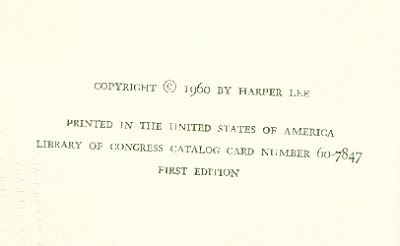 COPYRIGHT © 1960 BY HARPER LEE
PRINTED IN THE UNITED STATES OF AMERICA
LIBRARY OF CONGRESS CATALOG CARD NUMBER 60-7847
FIRST EDITION